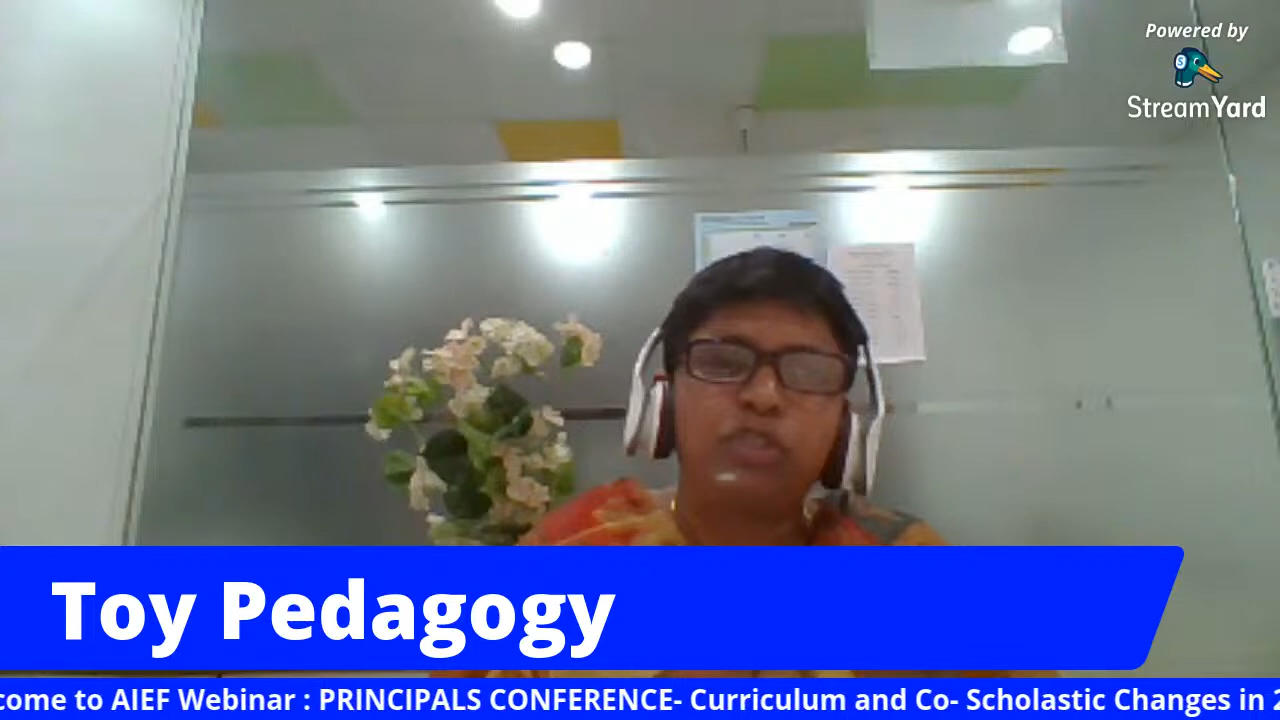 Powered by
StreamYard
Toy Pedagogy
come to AIEF Webinar : PRINCIPALS CONFERENCE- Curriculum and Co- Scholastic Changes in 2